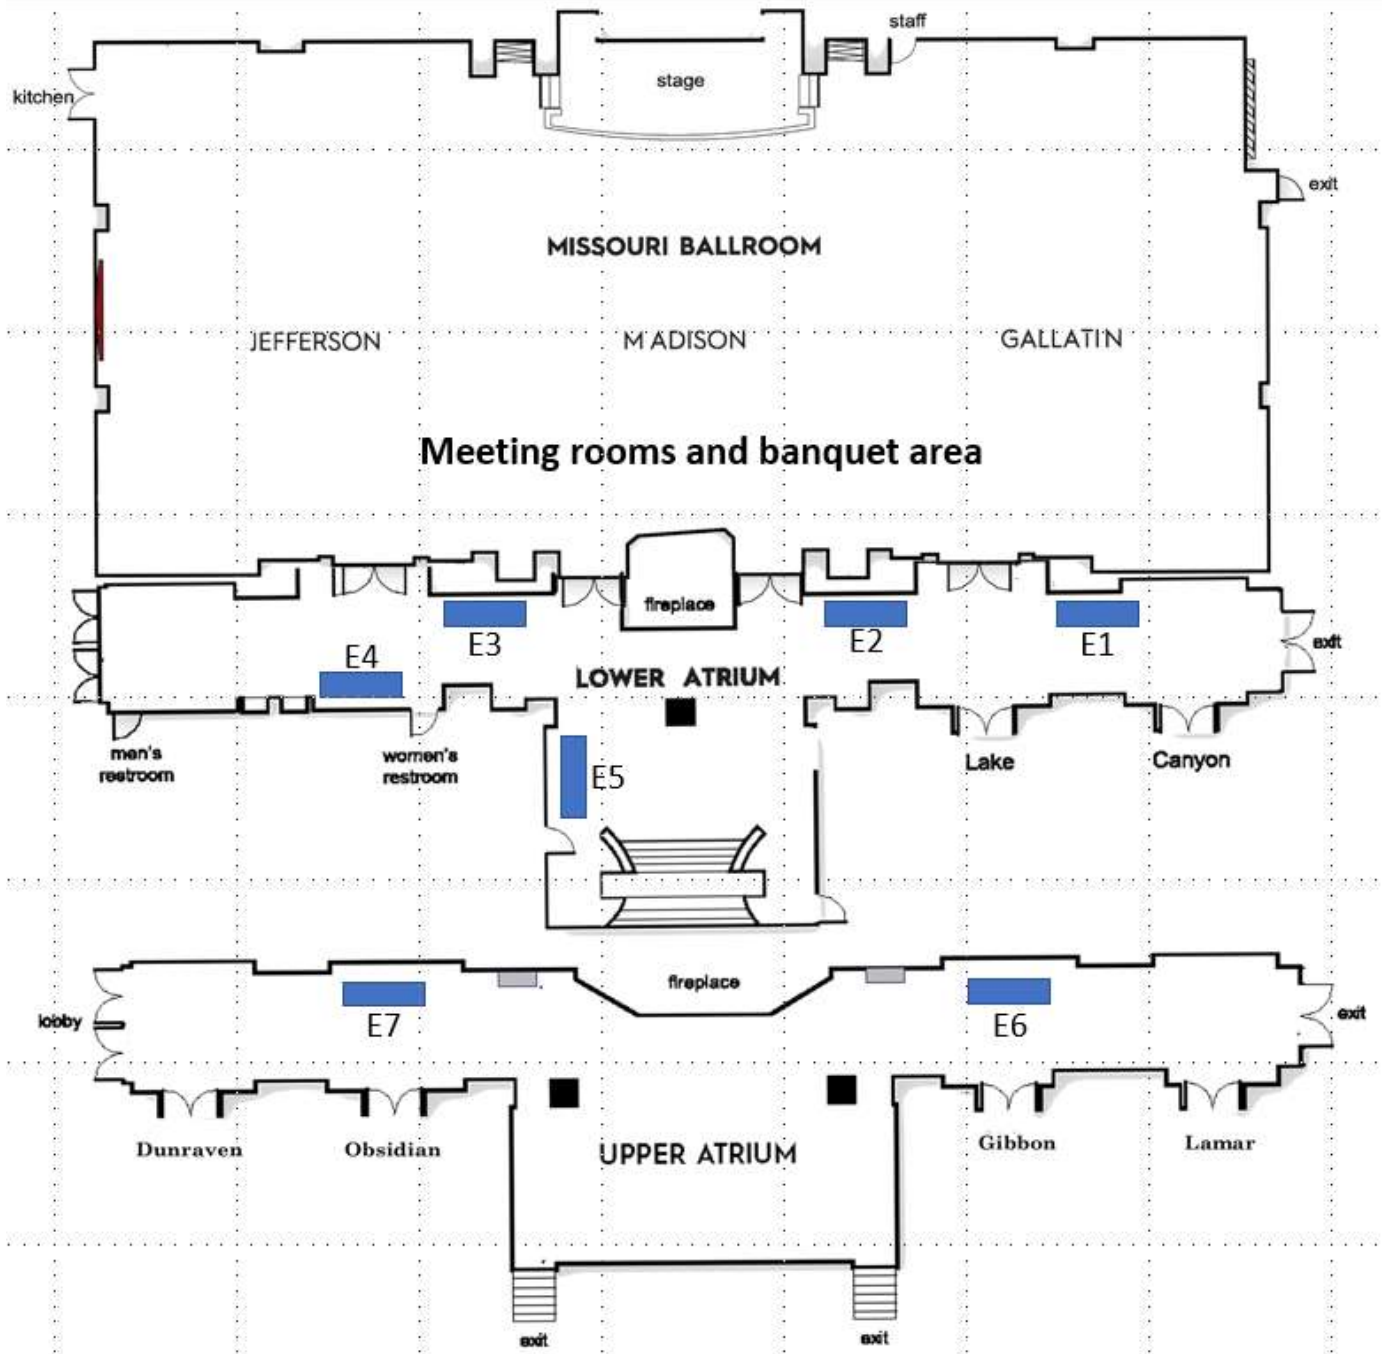 staff
stage
kitchen
exit
MISSOURI BALLROOM
JEFFERSON
MADISON
GALLATIN
Meeting rooms and banquet area
fireplace
E4
E3
E2
E1
exit
LOWER ATRIUM
men's
restroom
women's
restroom
E5
Lake
Canyon
fireplace
lobby
E7
E6
exit
Dunraven
Obsidian
UPPER ATRIUM
Gibbon
Lamar
exit
exit